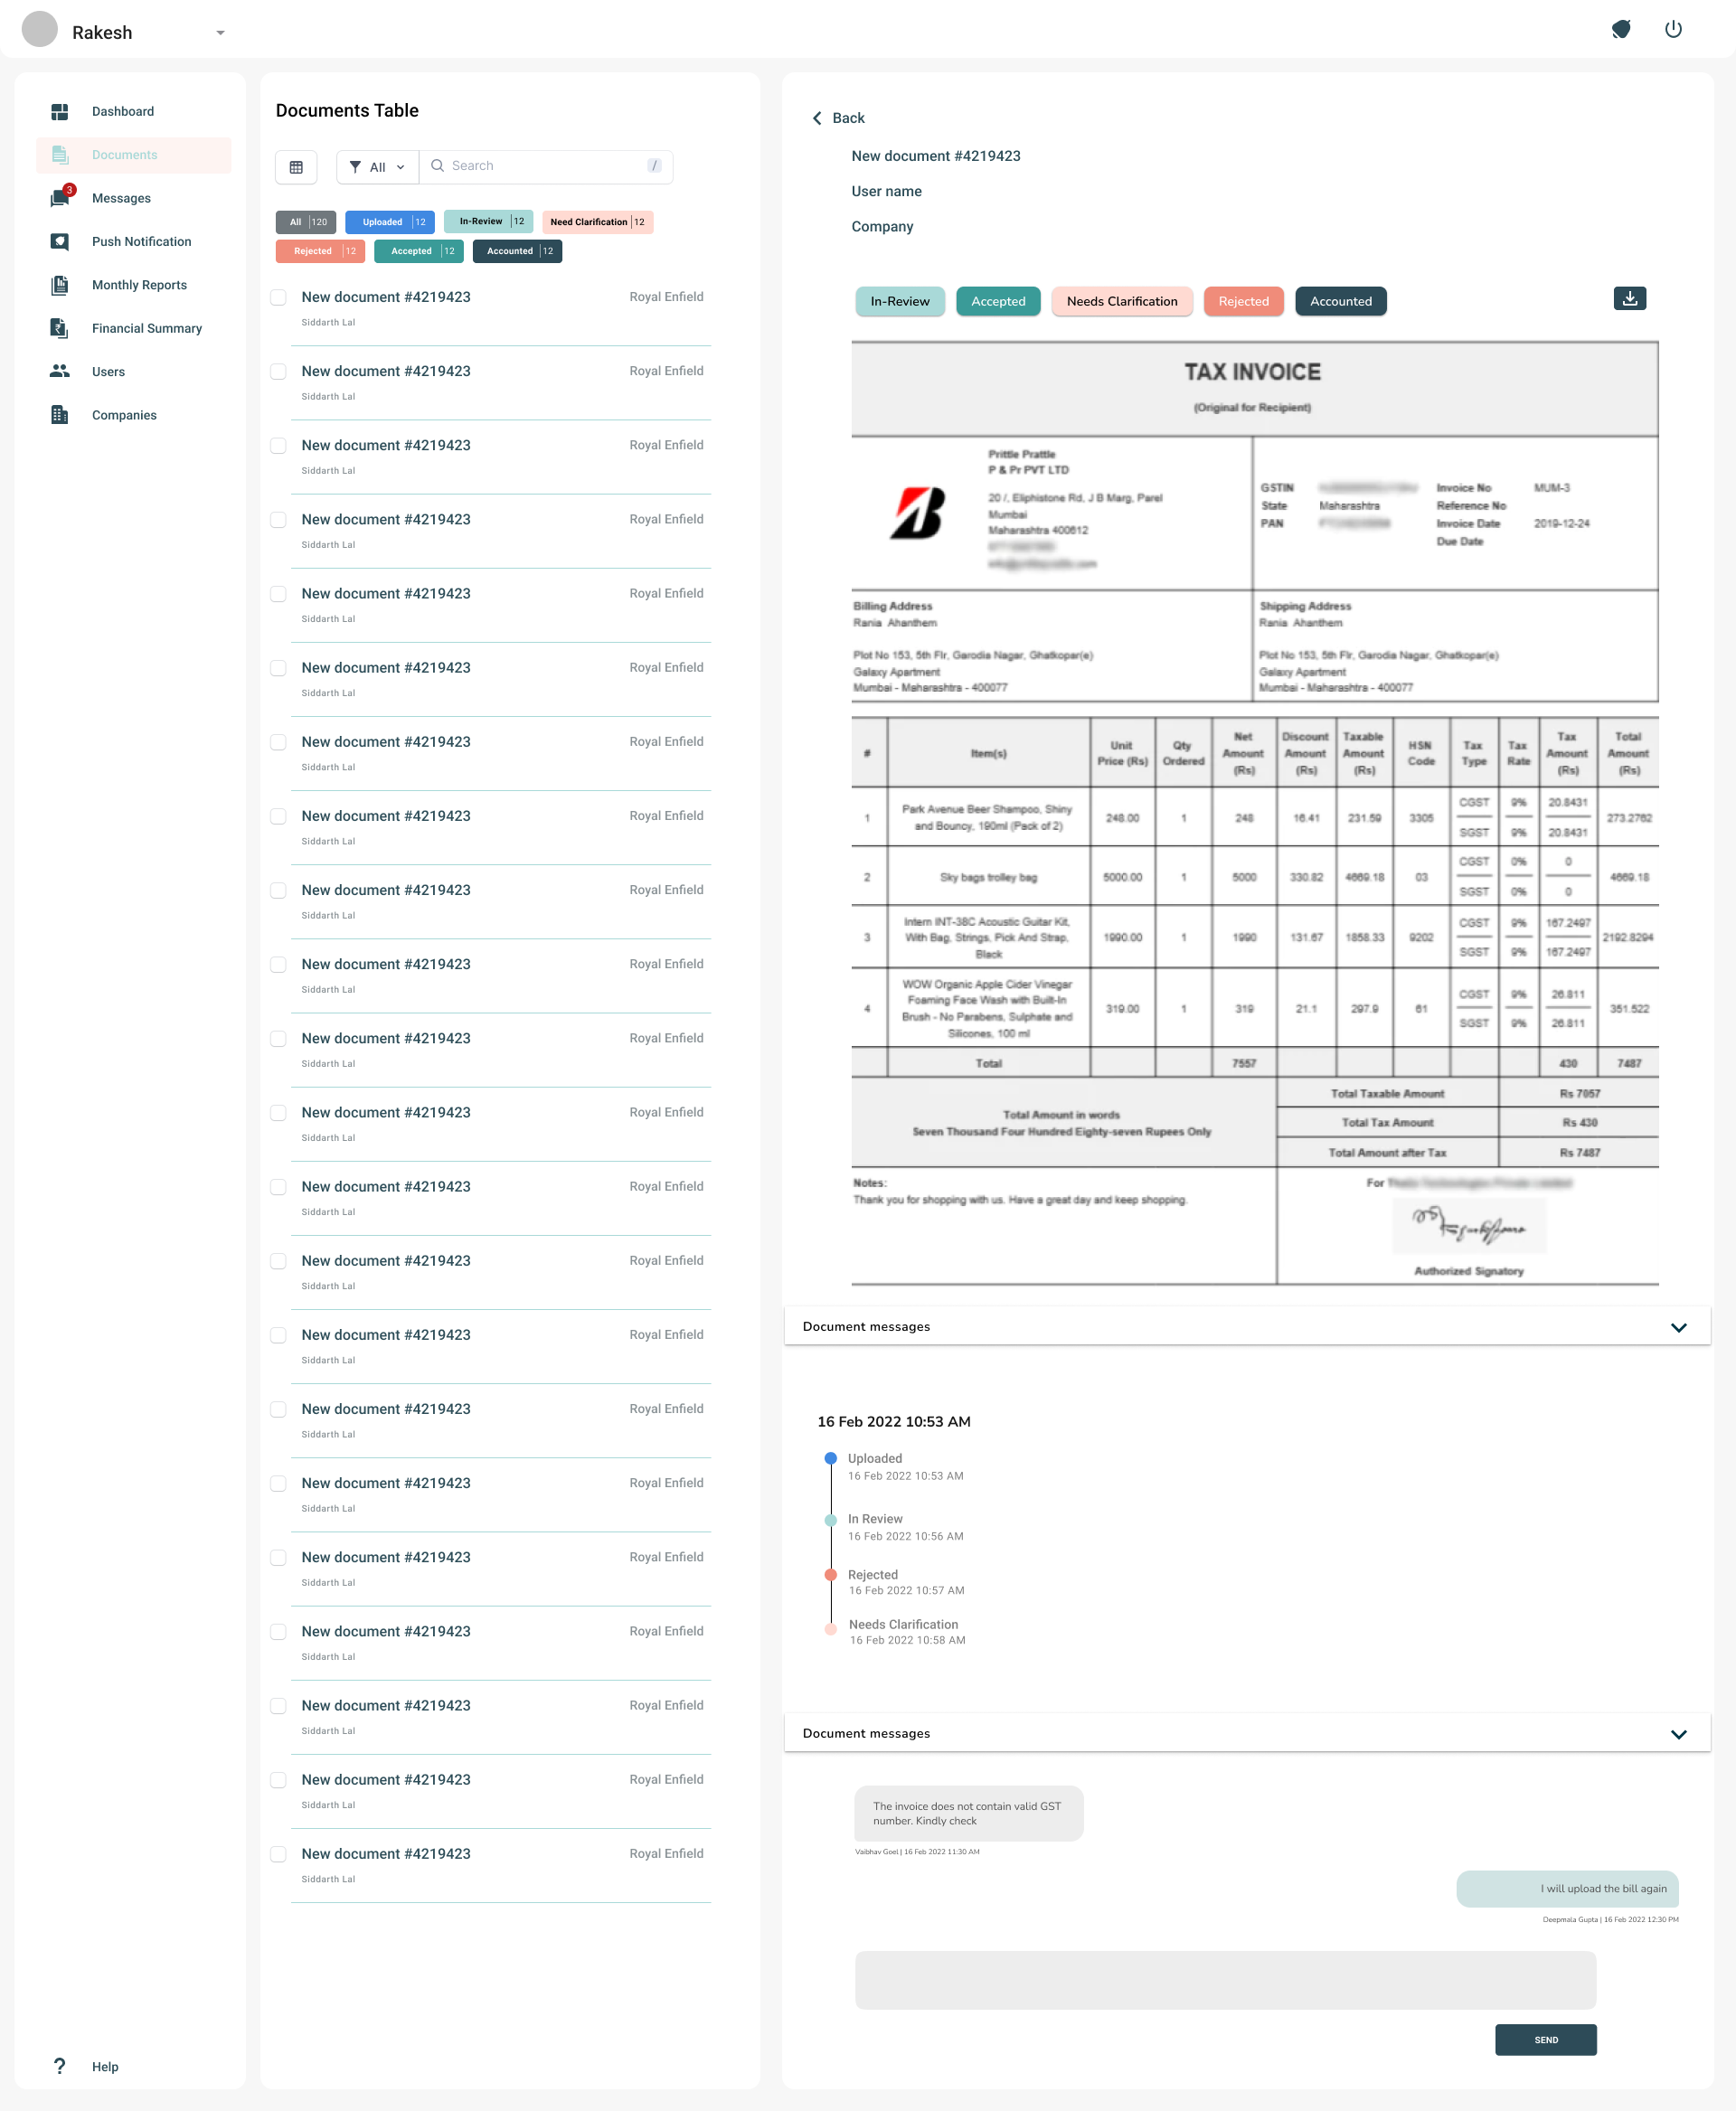 Rakesh
Dashboard
Documents
3
Messages
Push Notification
Monthly Reports
Financial Summary
Users
Companies
? Help
Documents Table
All
Search
/
All | 120
Uploaded | 12
In-Review | 12
Need Clarification | 12
Rejected | 12
Accepted | 12
Accounted | 12
New document #4219423 Royal Enfield
Siddarth Lal
New document #4219423 Royal Enfield
Siddarth Lal
New document #4219423 Royal Enfield
Siddarth Lal
New document #4219423 Royal Enfield
Siddarth Lal
New document #4219423 Royal Enfield
Siddarth Lal
New document #4219423 Royal Enfield
Siddarth Lal
New document #4219423 Royal Enfield
Siddarth Lal
New document #4219423 Royal Enfield
Siddarth Lal
New document #4219423 Royal Enfield
Siddarth Lal
New document #4219423 Royal Enfield
Siddarth Lal
New document #4219423 Royal Enfield
Siddarth Lal
New document #4219423 Royal Enfield
Siddarth Lal
New document #4219423 Royal Enfield
Siddarth Lal
New document #4219423 Royal Enfield
Siddarth Lal
New document #4219423 Royal Enfield
Siddarth Lal
New document #4219423 Royal Enfield
Siddarth Lal
New document #4219423 Royal Enfield
Siddarth Lal
New document #4219423 Royal Enfield
Siddarth Lal
New document #4219423 Royal Enfield
Siddarth Lal
New document #4219423 Royal Enfield
Siddarth Lal
New document #4219423 Royal Enfield
Siddarth Lal
New document #4219423 Royal Enfield
Siddarth Lal
Back
New document #4219423
User name
Company
In-Review
Accepted
Needs Clarification
Rejected
Accounted
TAX INVOICE
(Original for Recipient)
Prittle Prattle
P & Pr PVT LTD
20 /, Eliphistone Rd, J B Marg, Parel
Mumbai
Maharashtra 400612
GSTIN
State Maharashtra
PAN
Invoice No MUM-3
Reference No
Invoice Date 2019-12-24
Due Date
Billing Address
Rania Ahanthem
Plot No 153, 5th Flr, Garodia Nagar, Ghatkopar(e)
Galaxy Apartment
Mumbai - Maharashtra - 400077
Shipping Address
Rania Ahanthem
Plot No 153, 5th Flr, Garodia Nagar, Ghatkopar(e)
Galaxy Apartment
Mumbai - Maharashtra - 400077
# Item(s) Unit Price (Rs) Qty Ordered Net Amount (Rs) Discount Amount (Rs) Taxable Amount (Rs) HSN Code Tax Type Tax Rate Tax Amount (Rs) Total Amount (Rs)
1 Park Avenue Beer Shampoo, Shiny and Bouncy, 190ml (Pack of 2) 248.00 1 248 16.41 231.59 3305 CGST 9% 20.8431 273.2762
SGST 9% 20.8431
2 Sky bags trolley bag 5000.00 1 5000 330.82 4669.18 03 CGST 0% 0 4669.18
SGST 0% 0
3 Intern INT-38C Acoustic Guitar Kit, With Bag, Strings, Pick And Strap, Black 1990.00 1 1990 131.67 1858.33 9202 CGST 9% 167.2497 2192.8294
SGST 9% 167.2497
4 WOW Organic Apple Cider Vinegar Foaming Face Wash with Built-In Brush - No Parabens, Sulphate and Silicones, 100 ml 319.00 1 319 21.1 297.9 61 CGST 9% 26.811 351.522
SGST 9% 26.811
Total 7557 430 7487
Total Amount in words
Seven Thousand Four Hundred Eighty-seven Rupees Only
Total Taxable Amount Rs 7057
Total Tax Amount Rs 430
Total Amount after Tax Rs 7487
Notes:
Thank you for shopping with us. Have a great day and keep shopping.
For
Authorized Signatory
Document messages
16 Feb 2022 10:53 AM
Uploaded
16 Feb 2022 10:53 AM
In Review
16 Feb 2022 10:56 AM
Rejected
16 Feb 2022 10:57 AM
Needs Clarification
16 Feb 2022 10:58 AM
Document messages
The invoice does not contain valid GST
number. Kindly check
Vaibhav Goel | 16 Feb 2022 11:30 AM
I will upload the bill again
Deepmala Gupta | 16 Feb 2022 12:30 PM
SEND